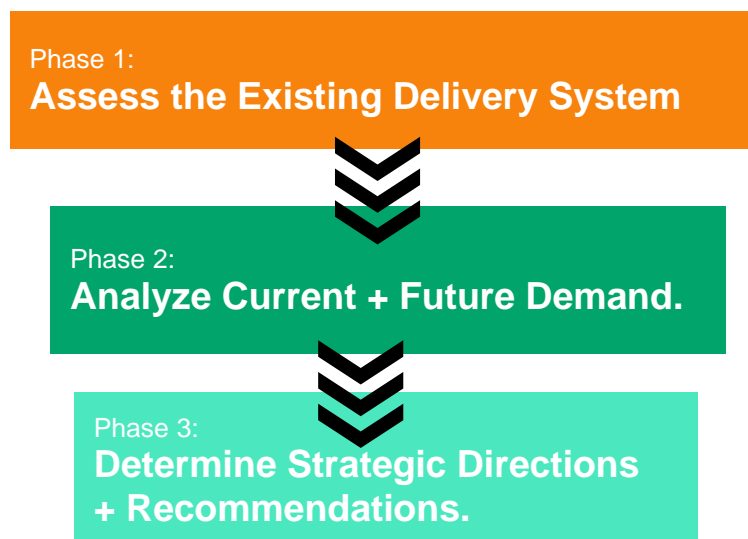 Phase 1:
Assess the Existing Delivery System
Phase 2:
Analyze Current + Future Demand.
Phase 3:
Determine Strategic Directions
+ Recommendations.